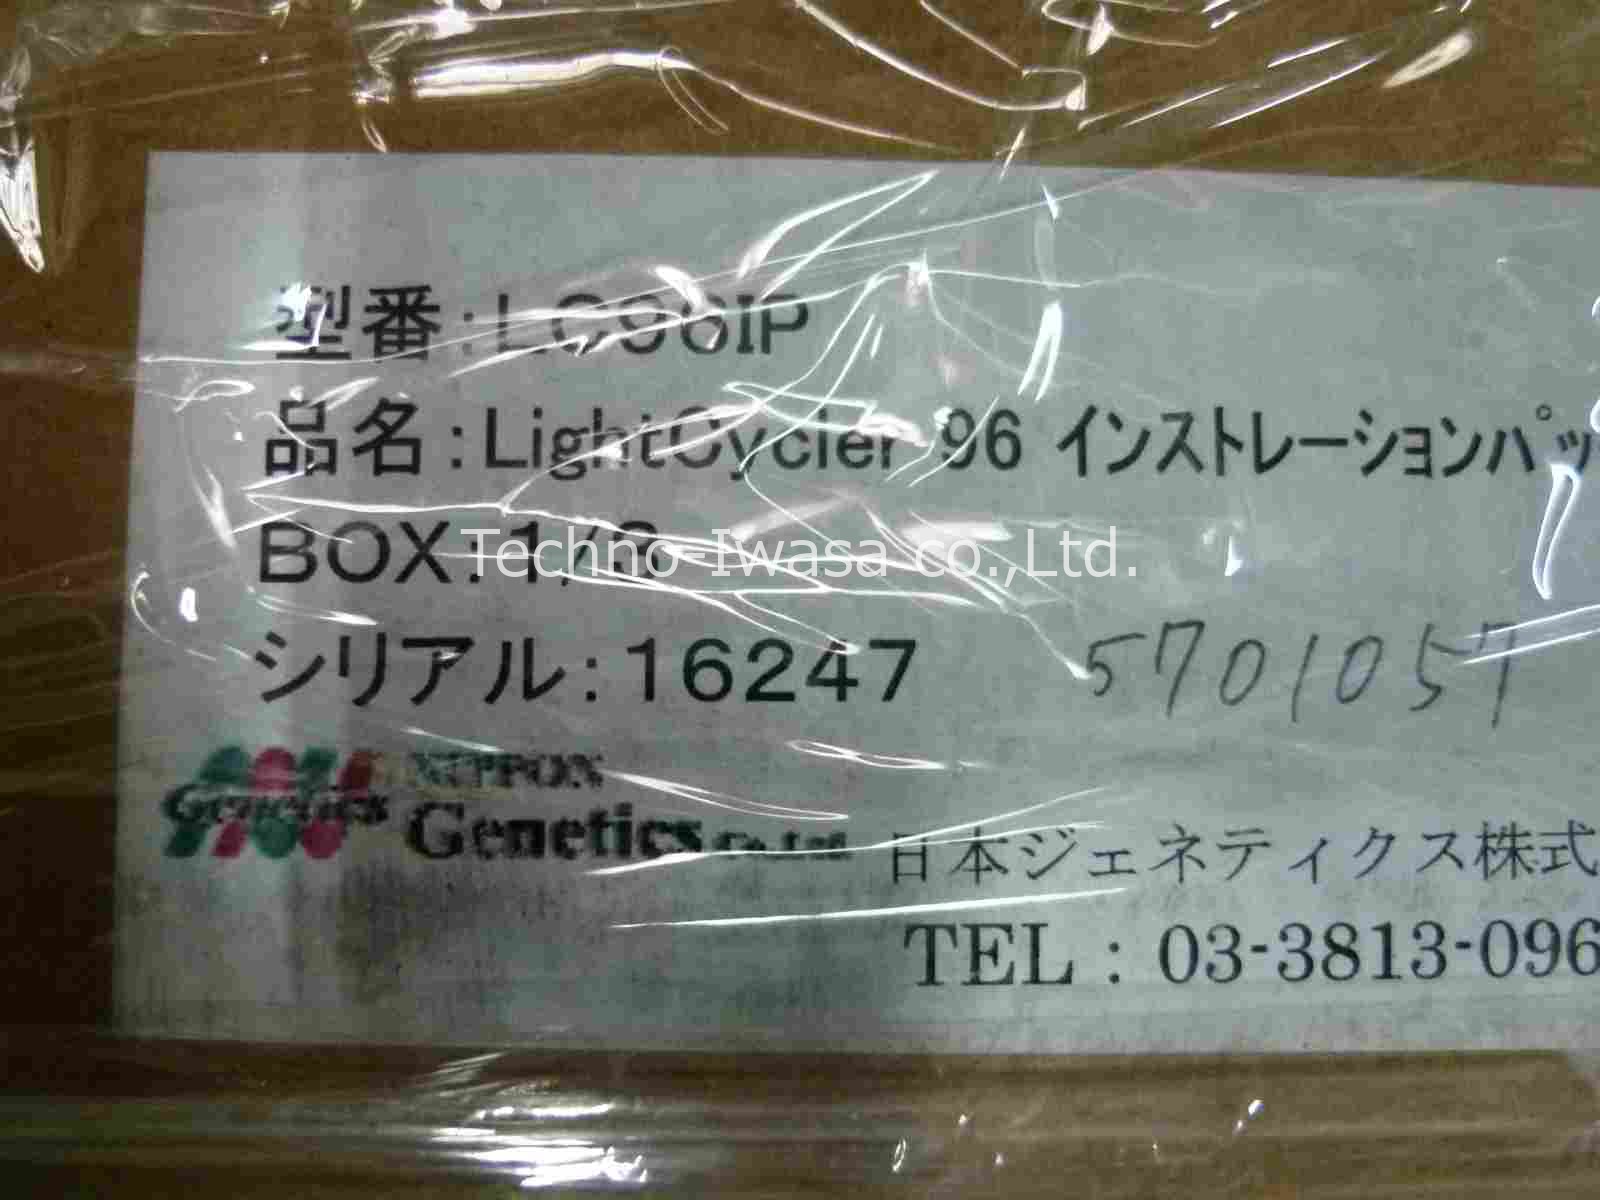 型番:LC96IP
品名:LightCycler 96 インストレーションパッ
BOX:1/3
Techno-Iwasa co.,Ltd.
シリアル:16247 5701057
Genetics NIPPON
Genetics Co.,Ltd 日本ジェネティクス株式
TEL:03-3813-096